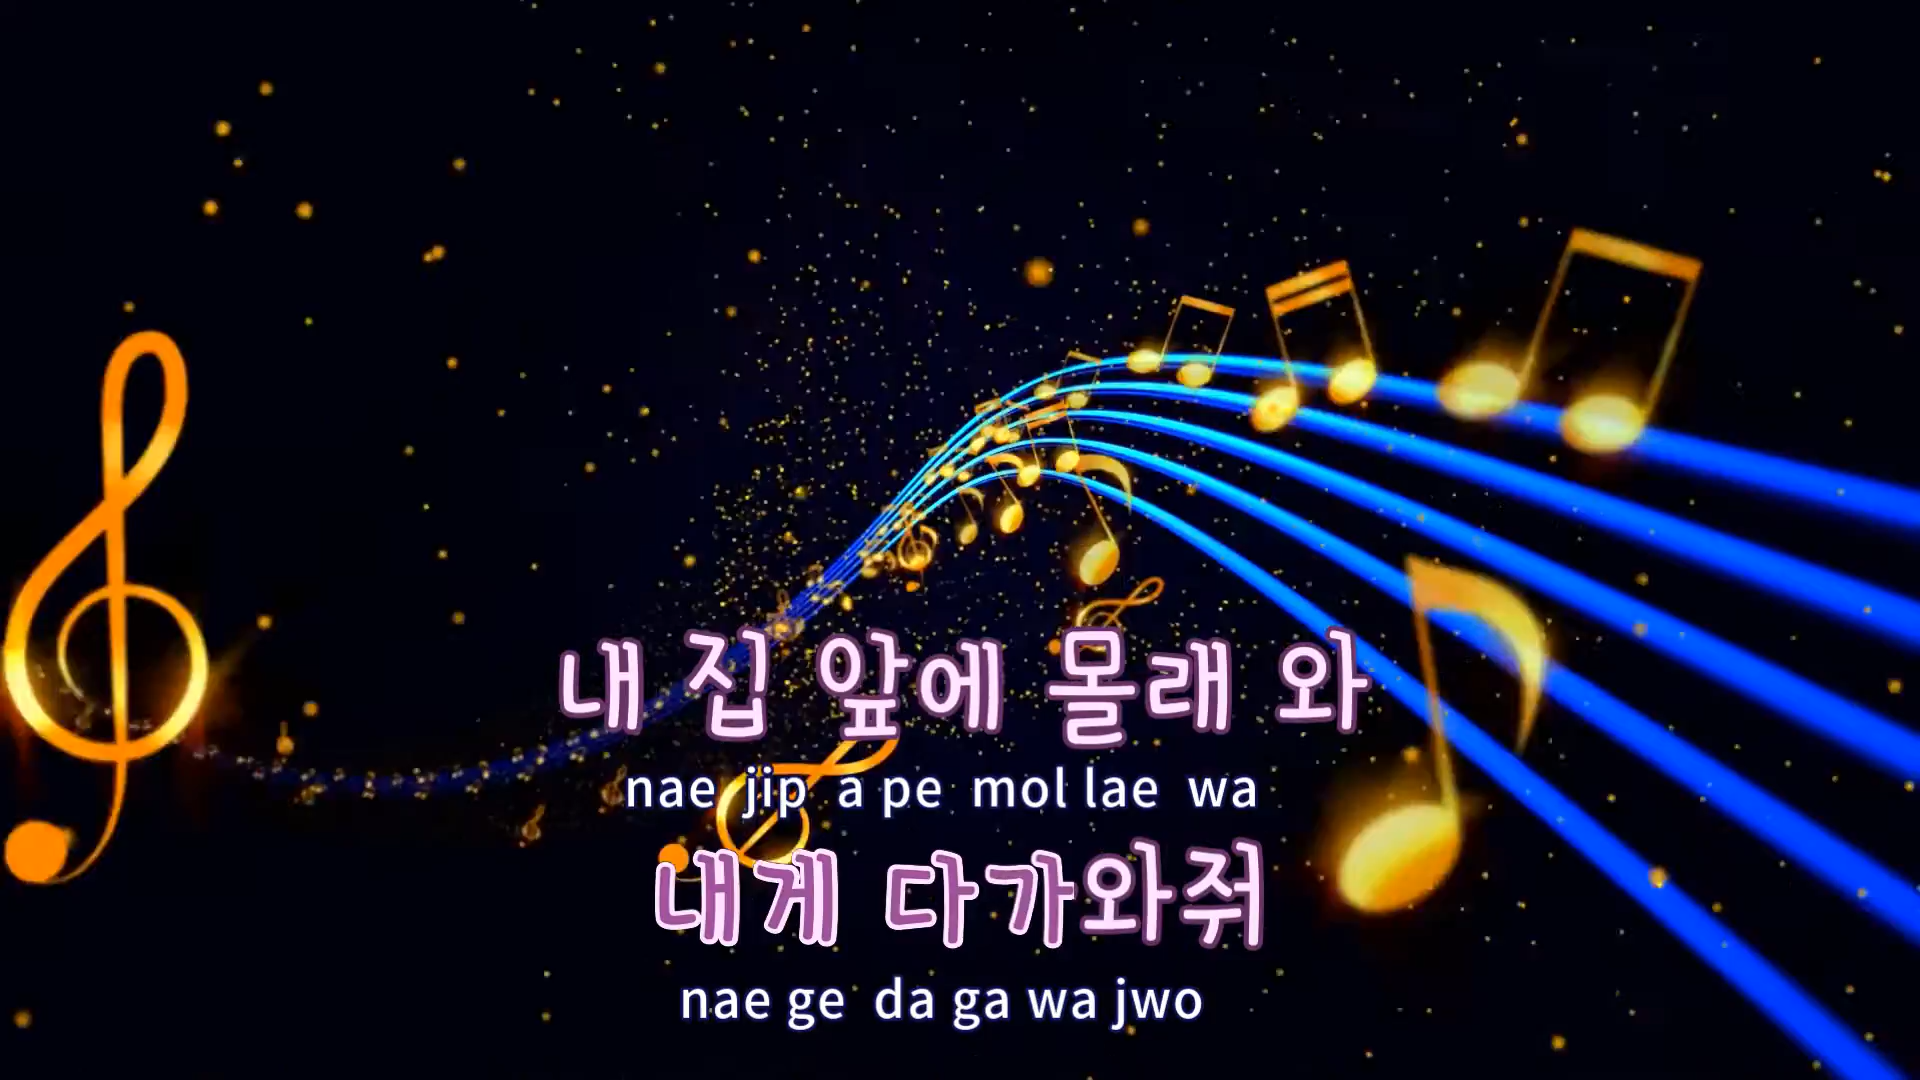 내 집 앞에 몰래 와
nae jip a pe mol lae wa
내게 다가와줘
nae ge da ga wa jwo